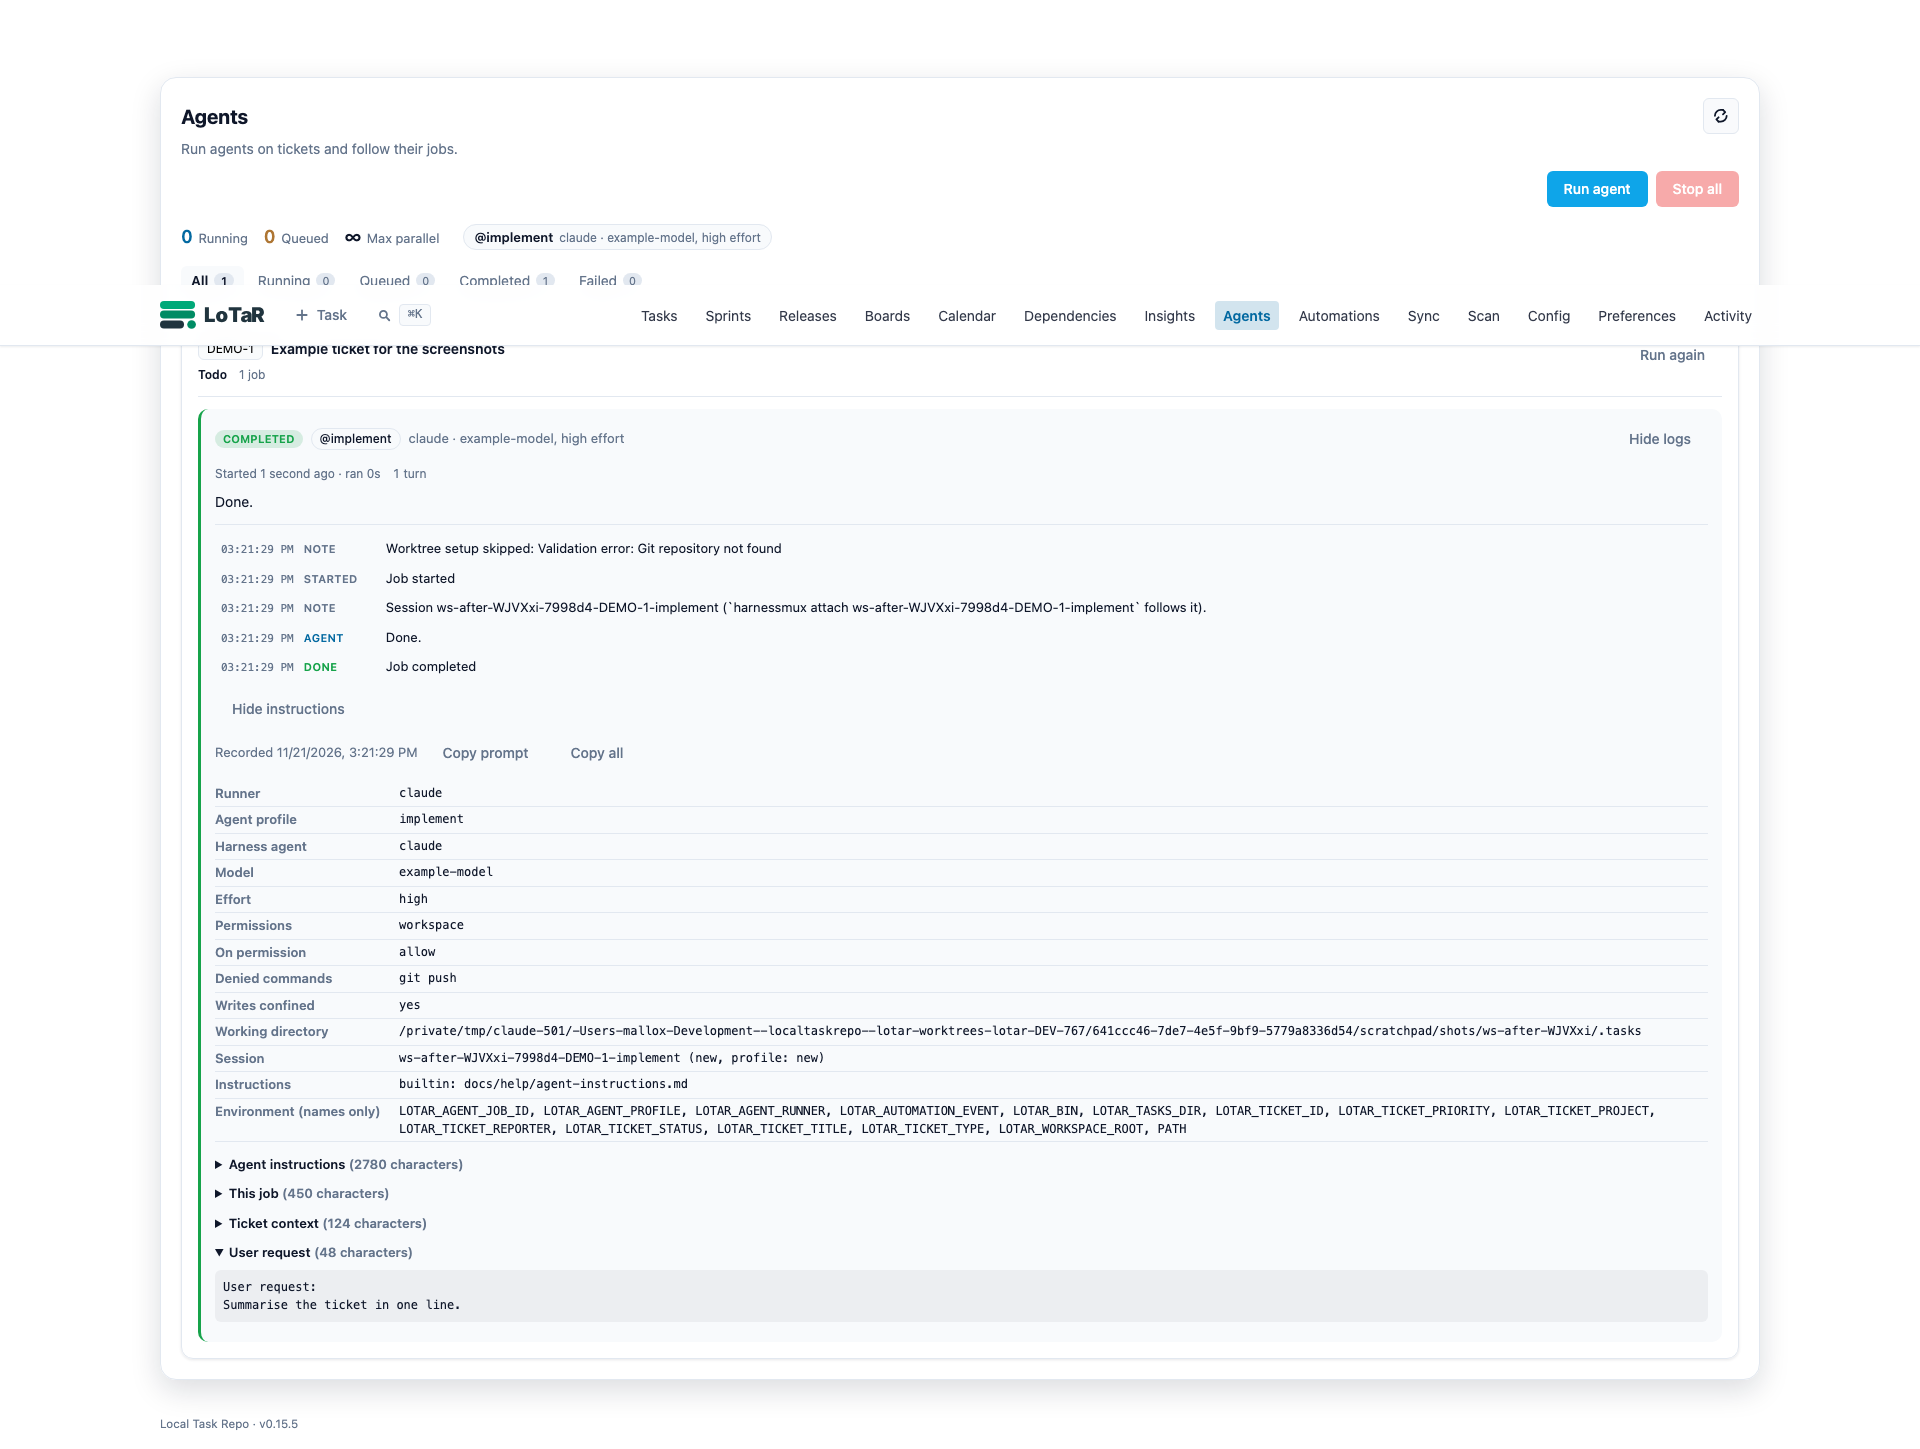 Agents
Run agents on tickets and follow their jobs.
Run agent Stop all
0 Running 0 Queued ∞ Max parallel @implement claude · example-model, high effort
All 1 Running 0 Queued 0 Completed 1 Failed 0
LoTaR + Task ⌘K Tasks Sprints Releases Boards Calendar Dependencies Insights Agents Automations Sync Scan Config Preferences Activity
DEMO-1 Example ticket for the screenshots
Run again
Todo 1 job
COMPLETED @implement claude · example-model, high effort Hide logs
Started 1 second ago · ran 0s 1 turn
Done.
03:21:29 PM NOTE Worktree setup skipped: Validation error: Git repository not found
03:21:29 PM STARTED Job started
03:21:29 PM NOTE Session ws-after-WJVXxi-7998d4-DEMO-1-implement (`harnessmux attach ws-after-WJVXxi-7998d4-DEMO-1-implement` follows it).
03:21:29 PM AGENT Done.
03:21:29 PM DONE Job completed
Hide instructions
Recorded 11/21/2026, 3:21:29 PM Copy prompt Copy all
Runner claude
Agent profile implement
Harness agent claude
Model example-model
Effort high
Permissions workspace
On permission allow
Denied commands git push
Writes confined yes
Working directory /private/tmp/claude-501/-Users-mallox-Development--localtaskrepo--lotar-worktrees-lotar-DEV-767/641ccc46-7de7-4e5f-9bf9-5779a8336d54/scratchpad/shots/ws-after-WJVXxi/.tasks
Session ws-after-WJVXxi-7998d4-DEMO-1-implement (new, profile: new)
Instructions builtin: docs/help/agent-instructions.md
Environment (names only) LOTAR_AGENT_JOB_ID, LOTAR_AGENT_PROFILE, LOTAR_AGENT_RUNNER, LOTAR_AUTOMATION_EVENT, LOTAR_BIN, LOTAR_TASKS_DIR, LOTAR_TICKET_ID, LOTAR_TICKET_PRIORITY, LOTAR_TICKET_PROJECT,
LOTAR_TICKET_REPORTER, LOTAR_TICKET_STATUS, LOTAR_TICKET_TITLE, LOTAR_TICKET_TYPE, LOTAR_WORKSPACE_ROOT, PATH
Agent instructions (2780 characters)
This job (450 characters)
Ticket context (124 characters)
User request (48 characters)
User request:
Summarise the ticket in one line.
Local Task Repo · v0.15.5